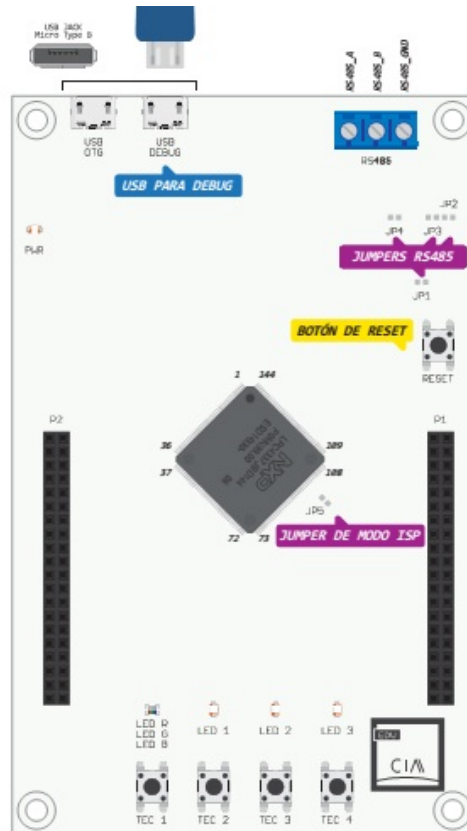 USB JACK
Micro Type B
RS485_A
RS485_B
RS485_GND
USB
OTG
USB
DEBUG
RS485
USB PARA DEBUG
JP2
JP4
JP3
PWR
JUMPERS RS485
JP1
BOTÓN DE RESET
RESET
1
144
P2
P1
36
109
37
108
NXP
JP5
72
73
JUMPER DE MODO ISP
LED R
LED G
LED B
LED 1
LED 2
LED 3
EDU
CIAA
TEC 1
TEC 2
TEC 3
TEC 4